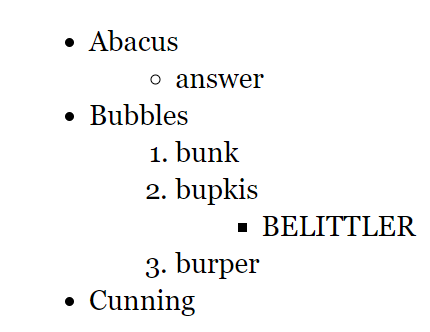 • Abacus
◦ answer
• Bubbles
1. bunk
2. bupkis
▪ BELITTLER
3. burper
• Cunning